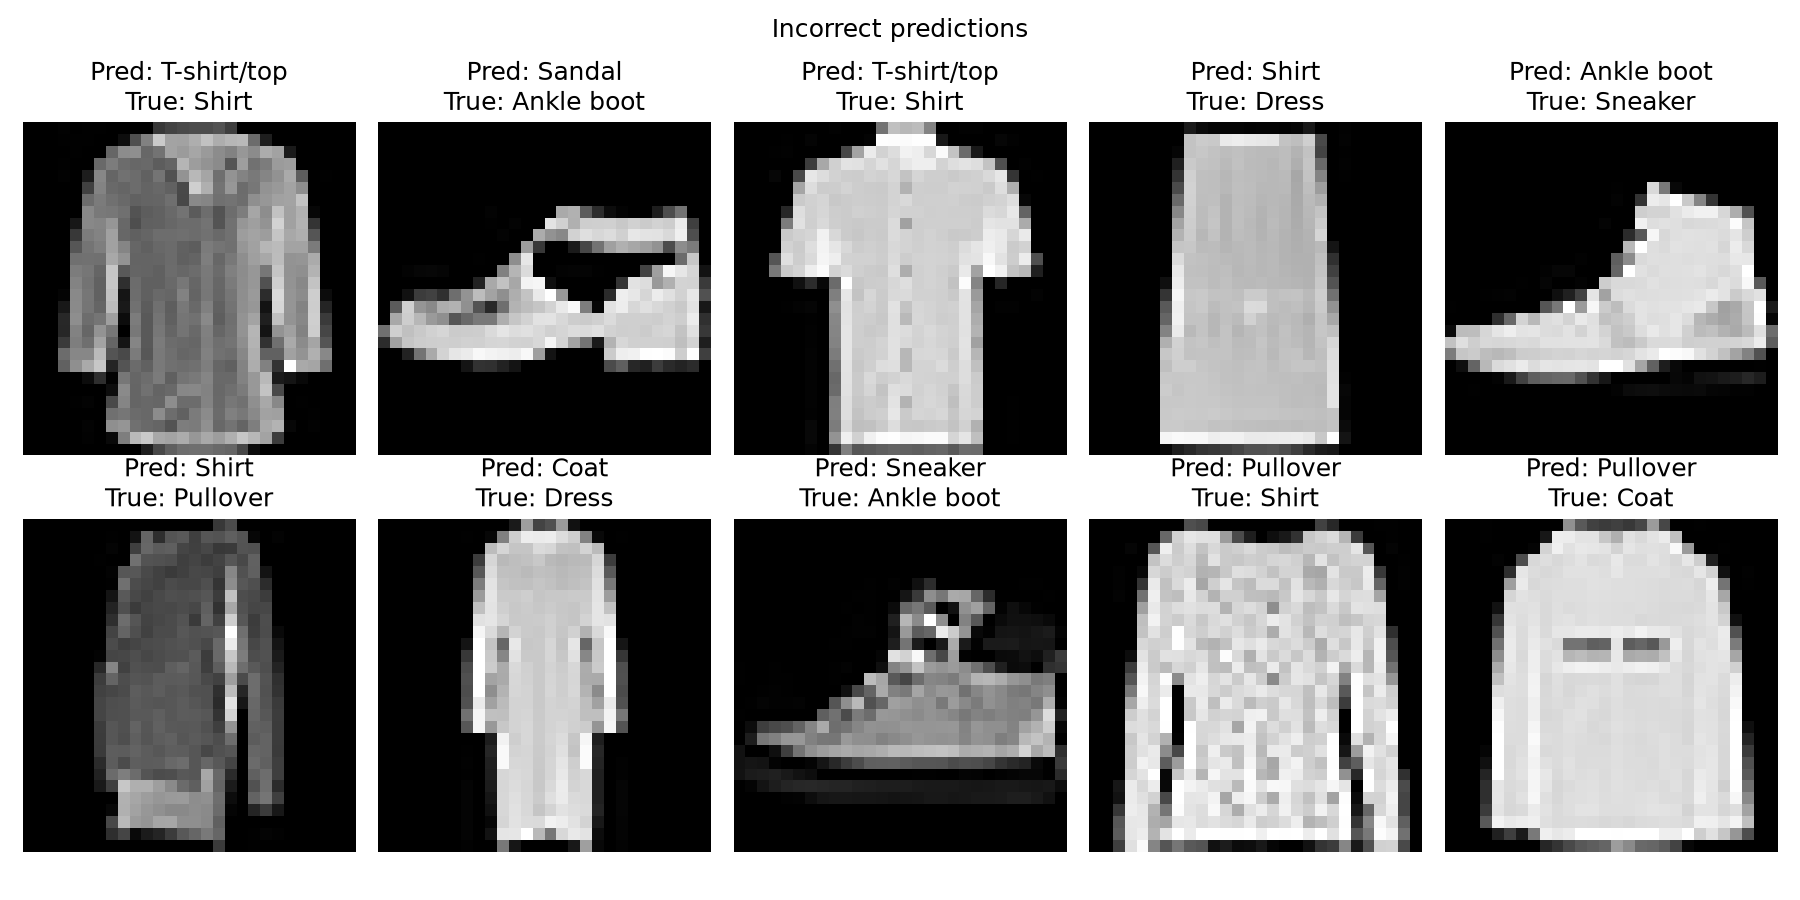 Incorrect predictions
Pred: T-shirt/top
True: Shirt
Pred: Sandal
True: Ankle boot
Pred: T-shirt/top
True: Shirt
Pred: Shirt
True: Dress
Pred: Ankle boot
True: Sneaker
Pred: Shirt
True: Pullover
Pred: Coat
True: Dress
Pred: Sneaker
True: Ankle boot
Pred: Pullover
True: Shirt
Pred: Pullover
True: Coat